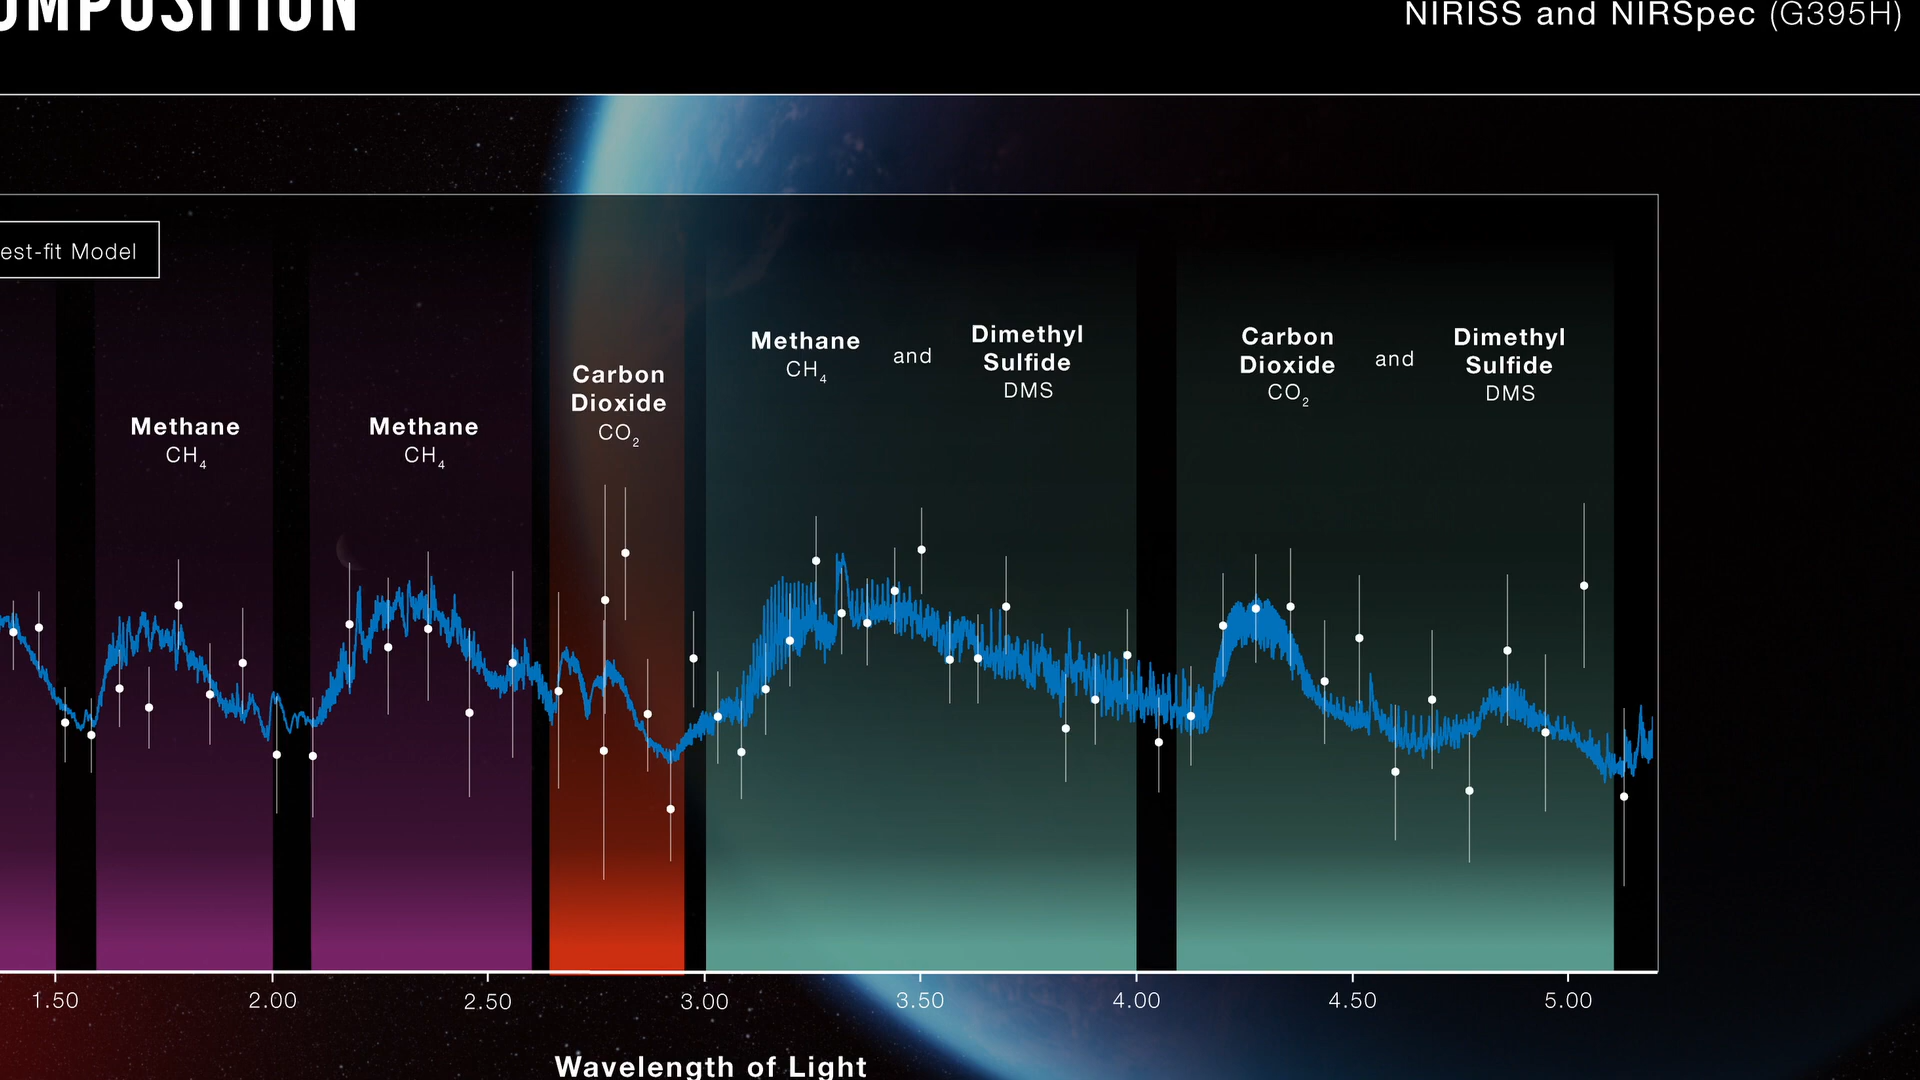 OMPOSITION
NIRISS and NIRSpec (G395H)
est-fit Model
Methane
CH4
Methane
CH4
Carbon
Dioxide
CO2
Methane
CH4
and
Dimethyl
Sulfide
DMS
Carbon
Dioxide
CO2
and
Dimethyl
Sulfide
DMS
1.50 2.00 2.50 3.00 3.50 4.00 4.50 5.00
Wavelength of Light